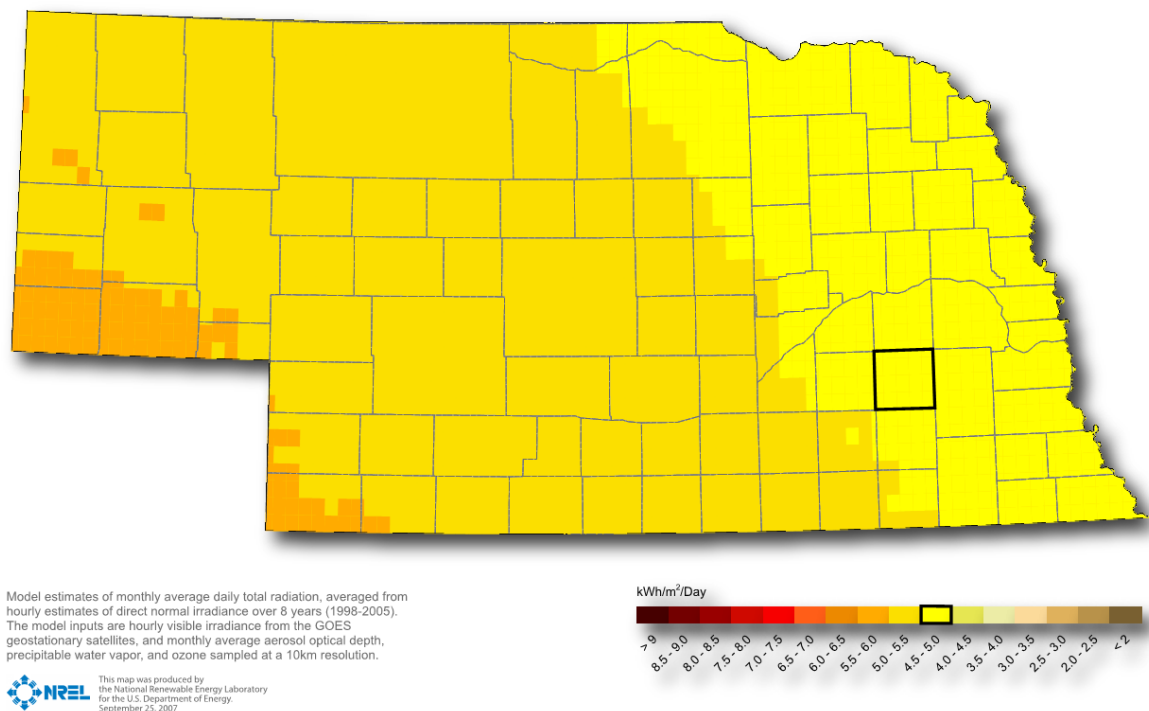 Model estimates of monthly average daily total radiation, averaged from
hourly estimates of direct normal irradiance over 8 years (1998-2005).
The model inputs are hourly visible irradiance from the GOES
geostationary satellites, and monthly average aerosol optical depth,
precipitable water vapor, and ozone sampled at a 10km resolution.
NREL
This map was produced by
the National Renewable Energy Laboratory
for the U.S. Department of Energy.
September 25, 2007
kWh/m²/Day
> 9
8.5 - 9.0
8.0 - 8.5
7.5 - 8.0
7.0 - 7.5
6.5 - 7.0
6.0 - 6.5
5.5 - 6.0
5.0 - 5.5
4.5 - 5.0
4.0 - 4.5
3.5 - 4.0
3.0 - 3.5
2.5 - 3.0
2.0 - 2.5
< 2